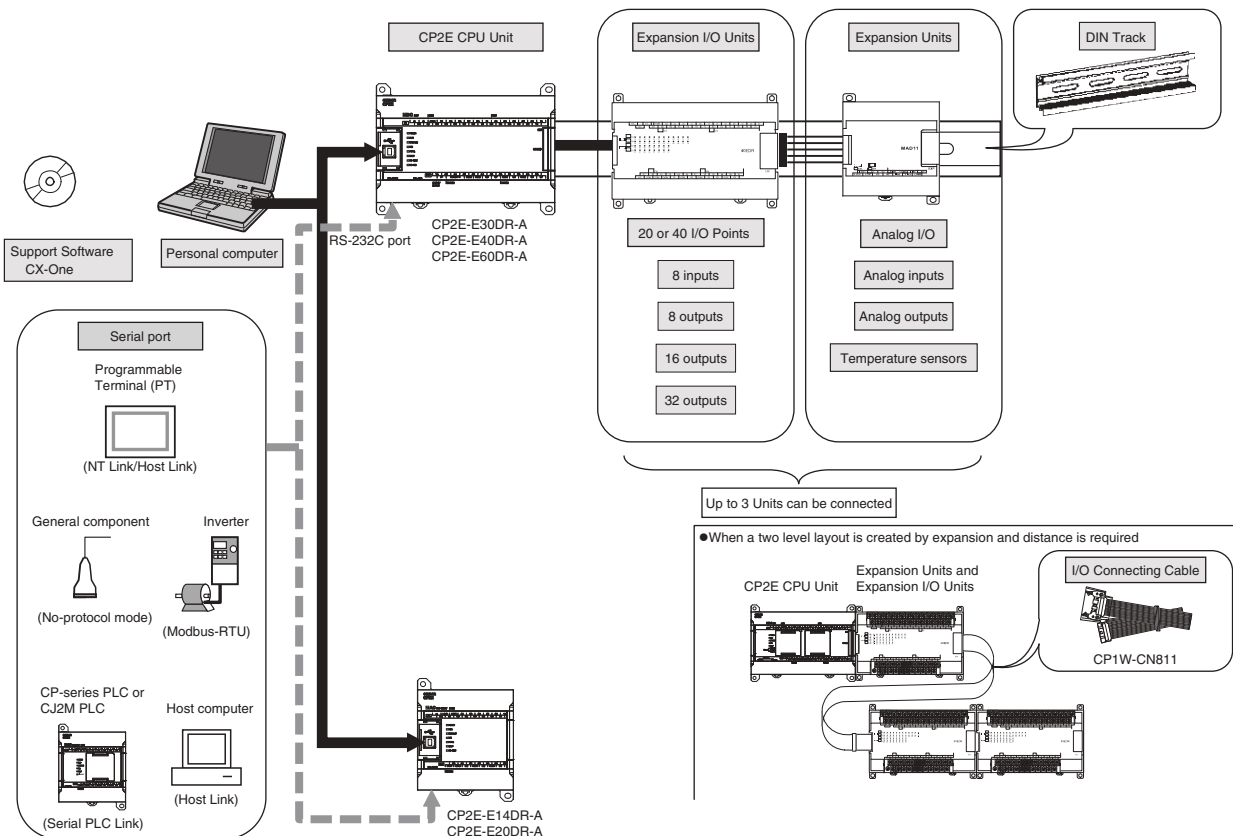 CP2E CPU Unit
Expansion I/O Units
Expansion Units
DIN Track
40EDR
MAD11
RS-232C port
CP2E-E30DR-A
CP2E-E40DR-A
CP2E-E60DR-A
Support Software
CX-One
Personal computer
20 or 40 I/O Points
8 inputs
8 outputs
16 outputs
32 outputs
Analog I/O
Analog inputs
Analog outputs
Temperature sensors
Up to 3 Units can be connected
Serial port
Programmable
Terminal (PT)
(NT Link/Host Link)
General component
Inverter
(No-protocol mode)
(Modbus-RTU)
CP-series PLC or
CJ2M PLC
Host computer
(Host Link)
(Serial PLC Link)
CP2E-E14DR-A
CP2E-E20DR-A
●When a two level layout is created by expansion and distance is required
CP2E CPU Unit
Expansion Units and
Expansion I/O Units
I/O Connecting Cable
CP1W-CN811